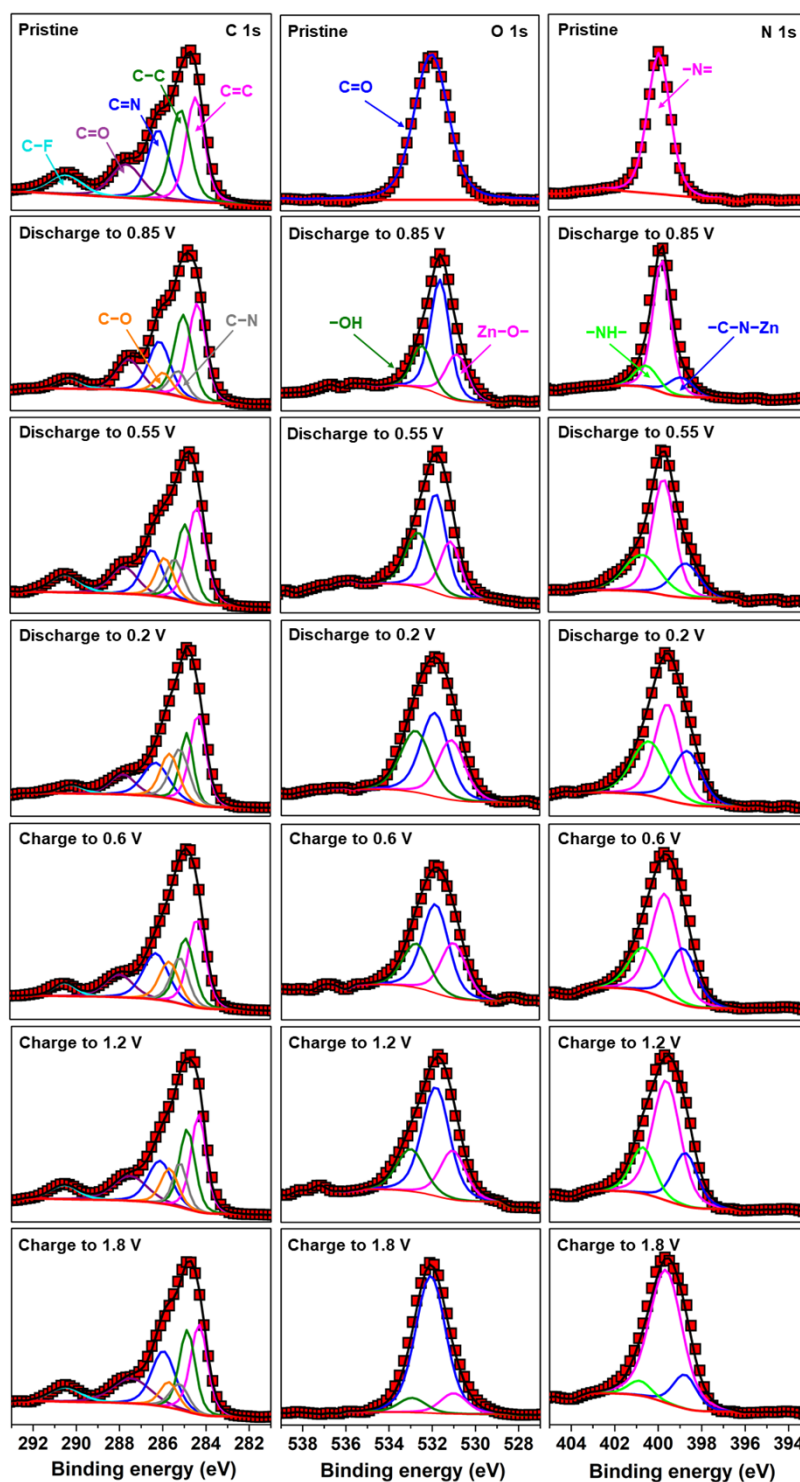 Pristine C 1s
C−C
C=N
C=C
C=O
C−F
Pristine O 1s
C=O
Pristine N 1s
−N=
Discharge to 0.85 V
C−O
C−N
Discharge to 0.85 V
−OH
Zn−O−
Discharge to 0.85 V
−NH−
−C−N−Zn
Discharge to 0.55 V
Discharge to 0.55 V
Discharge to 0.55 V
Discharge to 0.2 V
Discharge to 0.2 V
Discharge to 0.2 V
Charge to 0.6 V
Charge to 0.6 V
Charge to 0.6 V
Charge to 1.2 V
Charge to 1.2 V
Charge to 1.2 V
Charge to 1.8 V
Charge to 1.8 V
Charge to 1.8 V
292 290 288 286 284 282
538 536 534 532 530 528
404 402 400 398 396 394
Binding energy (eV)
Binding energy (eV)
Binding energy (eV)